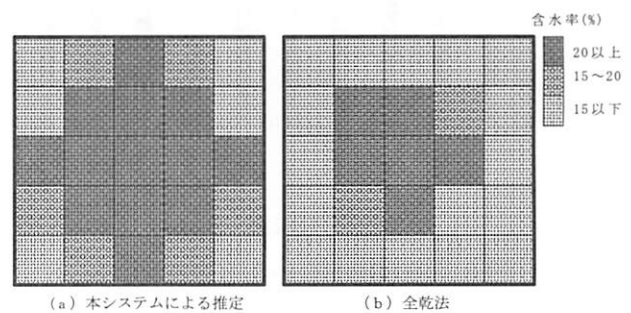 含水率(%)
20以上
15～20
15以下
(a) 本システムによる推定
(b) 全乾法